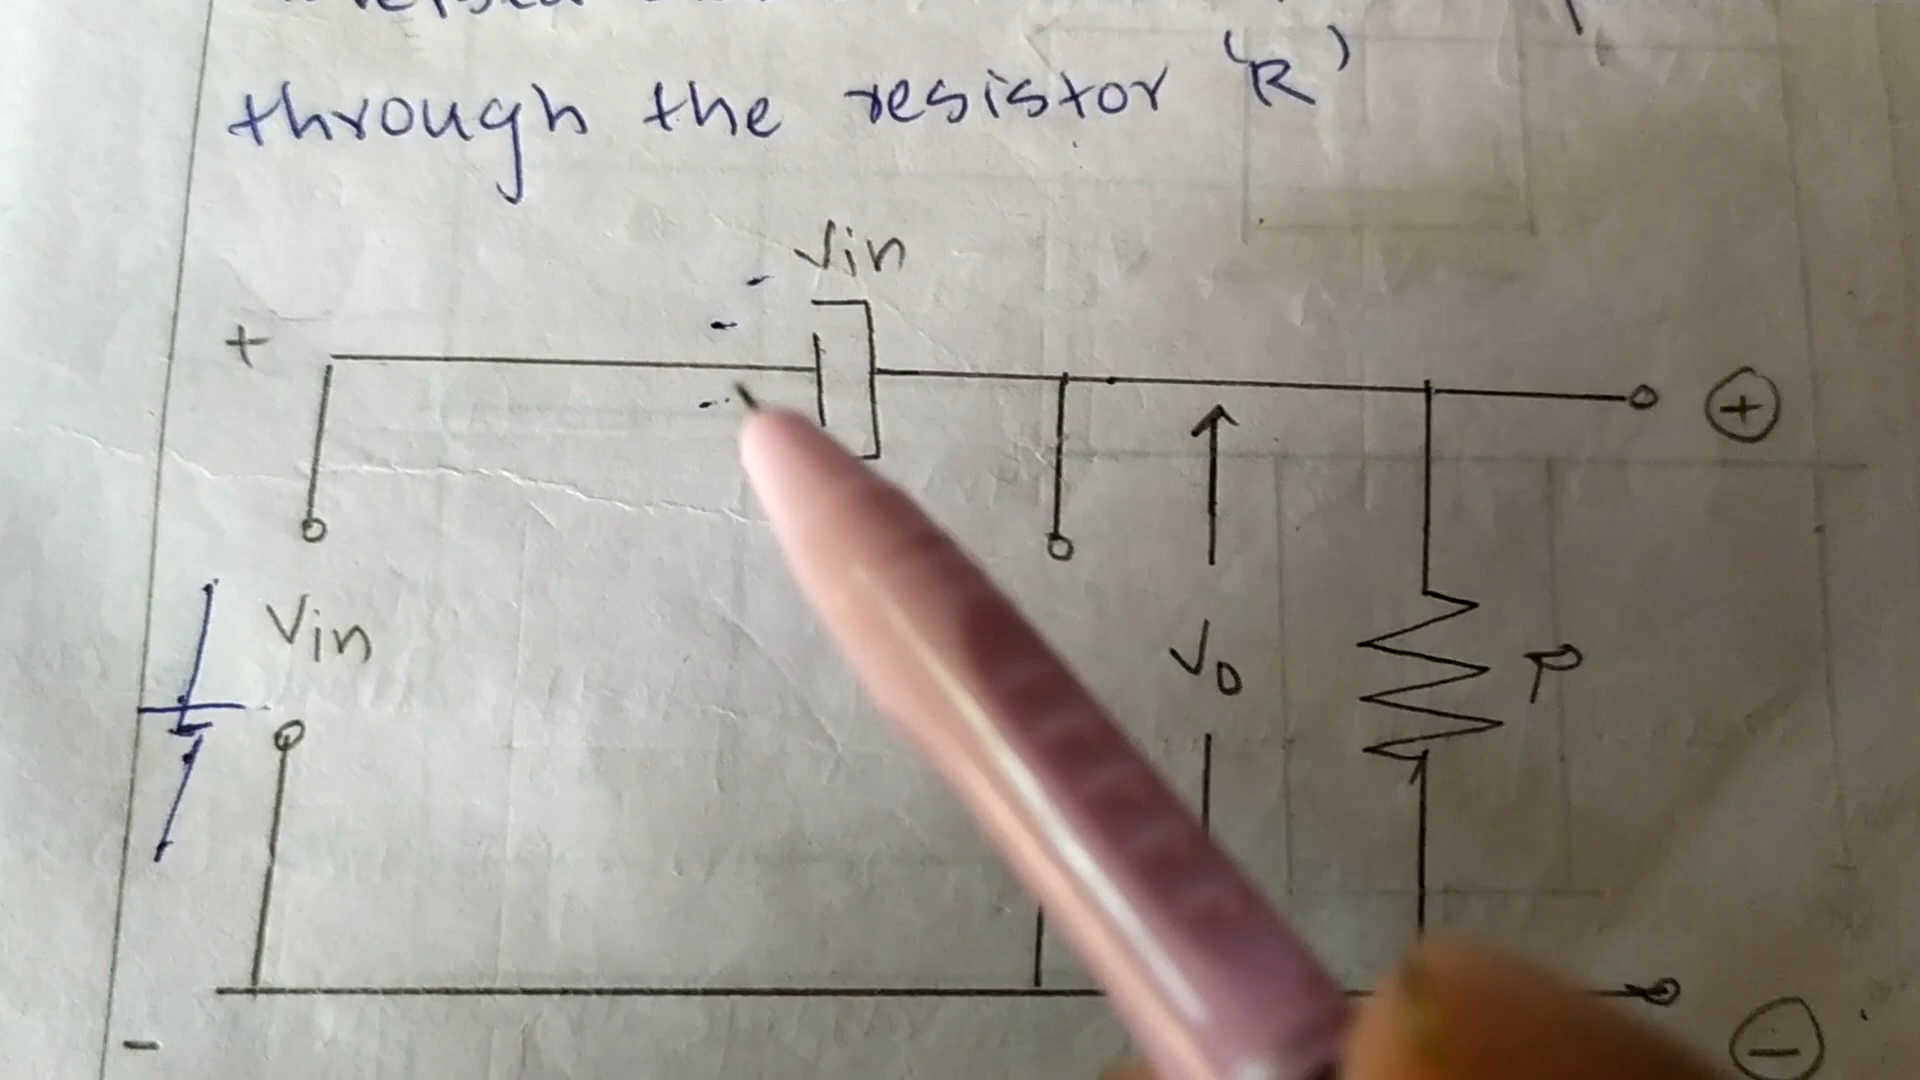 through the resistor 'R'
Vin
+
+
Vin
Vo
R
-
-